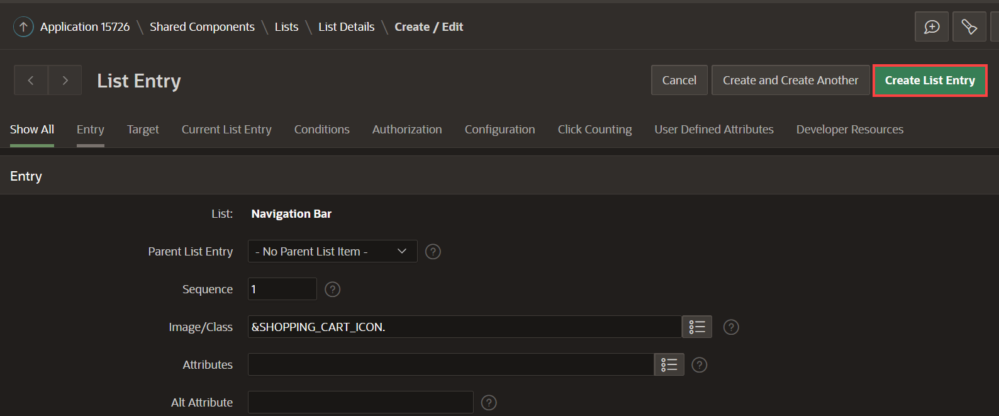 Application 15726 \ Shared Components \ Lists \ List Details \ Create / Edit
List Entry
Cancel Create and Create Another Create List Entry
Show All Entry Target Current List Entry Conditions Authorization Configuration Click Counting User Defined Attributes Developer Resources
Entry
List: Navigation Bar
Parent List Entry - No Parent List Item - ?
Sequence 1 ?
Image/Class &SHOPPING_CART_ICON. ?
Attributes ?
Alt Attribute ?